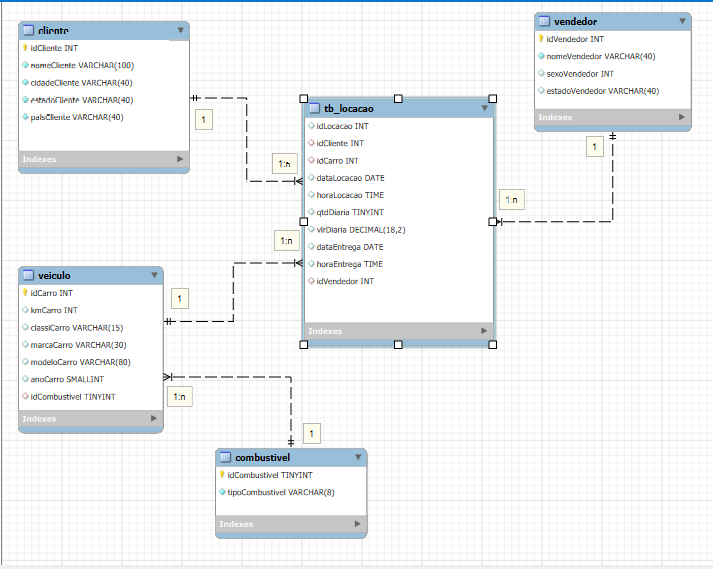 cliente
idCliente INT
nomeCliente VARCHAR(100)
cidadeCliente VARCHAR(40)
estadoCliente VARCHAR(40)
paisCliente VARCHAR(40)
Indexes
1
1:n
tb_locacao
idLocacao INT
idCliente INT
idCarro INT
dataLocacao DATE
horaLocacao TIME
qtdDiaria TINYINT
vlrDiaria DECIMAL(18,2)
dataEntrega DATE
horaEntrega TIME
idVendedor INT
Indexes
vendedor
idVendedor INT
nomeVendedor VARCHAR(40)
sexoVendedor INT
estadoVendedor VARCHAR(40)
Indexes
1
1:n
1:n
1
veiculo
idCarro INT
kmCarro INT
classiCarro VARCHAR(15)
marcaCarro VARCHAR(30)
modeloCarro VARCHAR(80)
anoCarro SMALLINT
idCombustivel TINYINT
Indexes
1:n
1
combustivel
idCombustivel TINYINT
tipoCombustivel VARCHAR(8)
Indexes